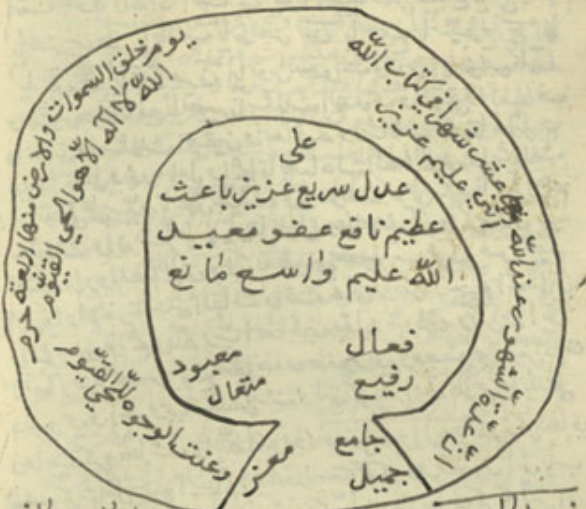 ان عدة الشهور عند الله اثنى عشر شهرا في كتاب الله
اني عليم عزيز
يوم خلق السموات والارض منها اربعة حرم
الله لا اله الا هو الحي القيوم
وعنت الوجوه للحي القيوم
علي
عدل سريع عزيز باعث
عظيم نافع عفو معيد
الله عليم واسع مانع
فعال معبود
رفيع متعال
جامع معز
جميل